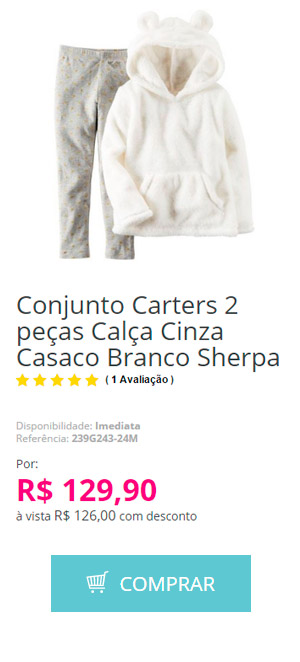 Conjunto Carters 2
peças Calça Cinza
Casaco Branco Sherpa
( 1 Avaliação )
Disponibilidade: Imediata
Referência: 239G243-24M
Por:
R$ 129,90
à vista R$ 126,00 com desconto
COMPRAR